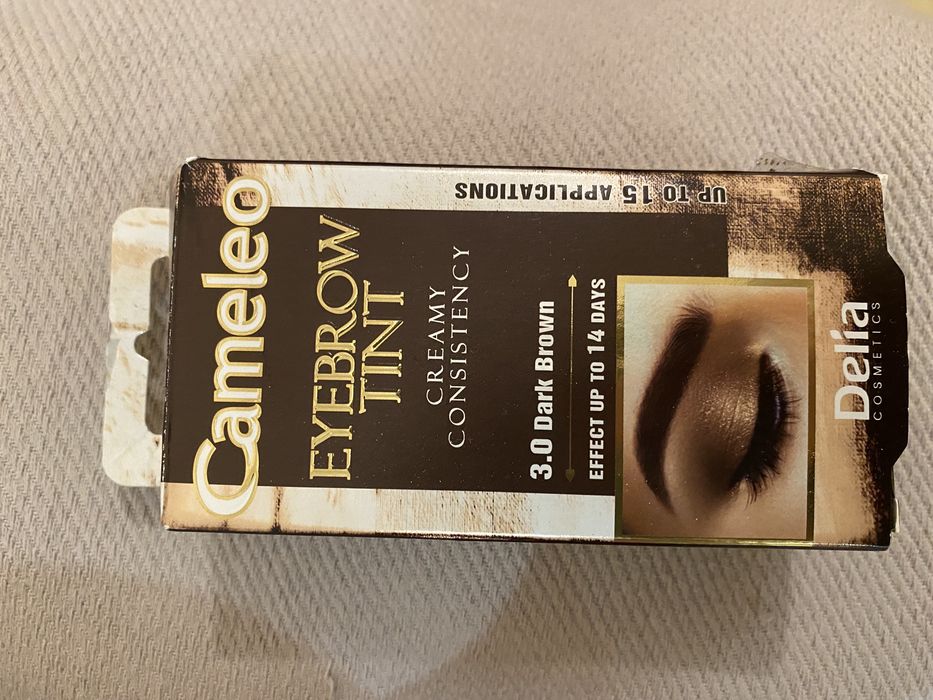 Cameleo
EYEBROW
TINT
CREAMY
CONSISTENCY
UP TO 15 APPLICATIONS
3.0 Dark Brown
EFFECT UP TO 14 DAYS
Delia
COSMETICS